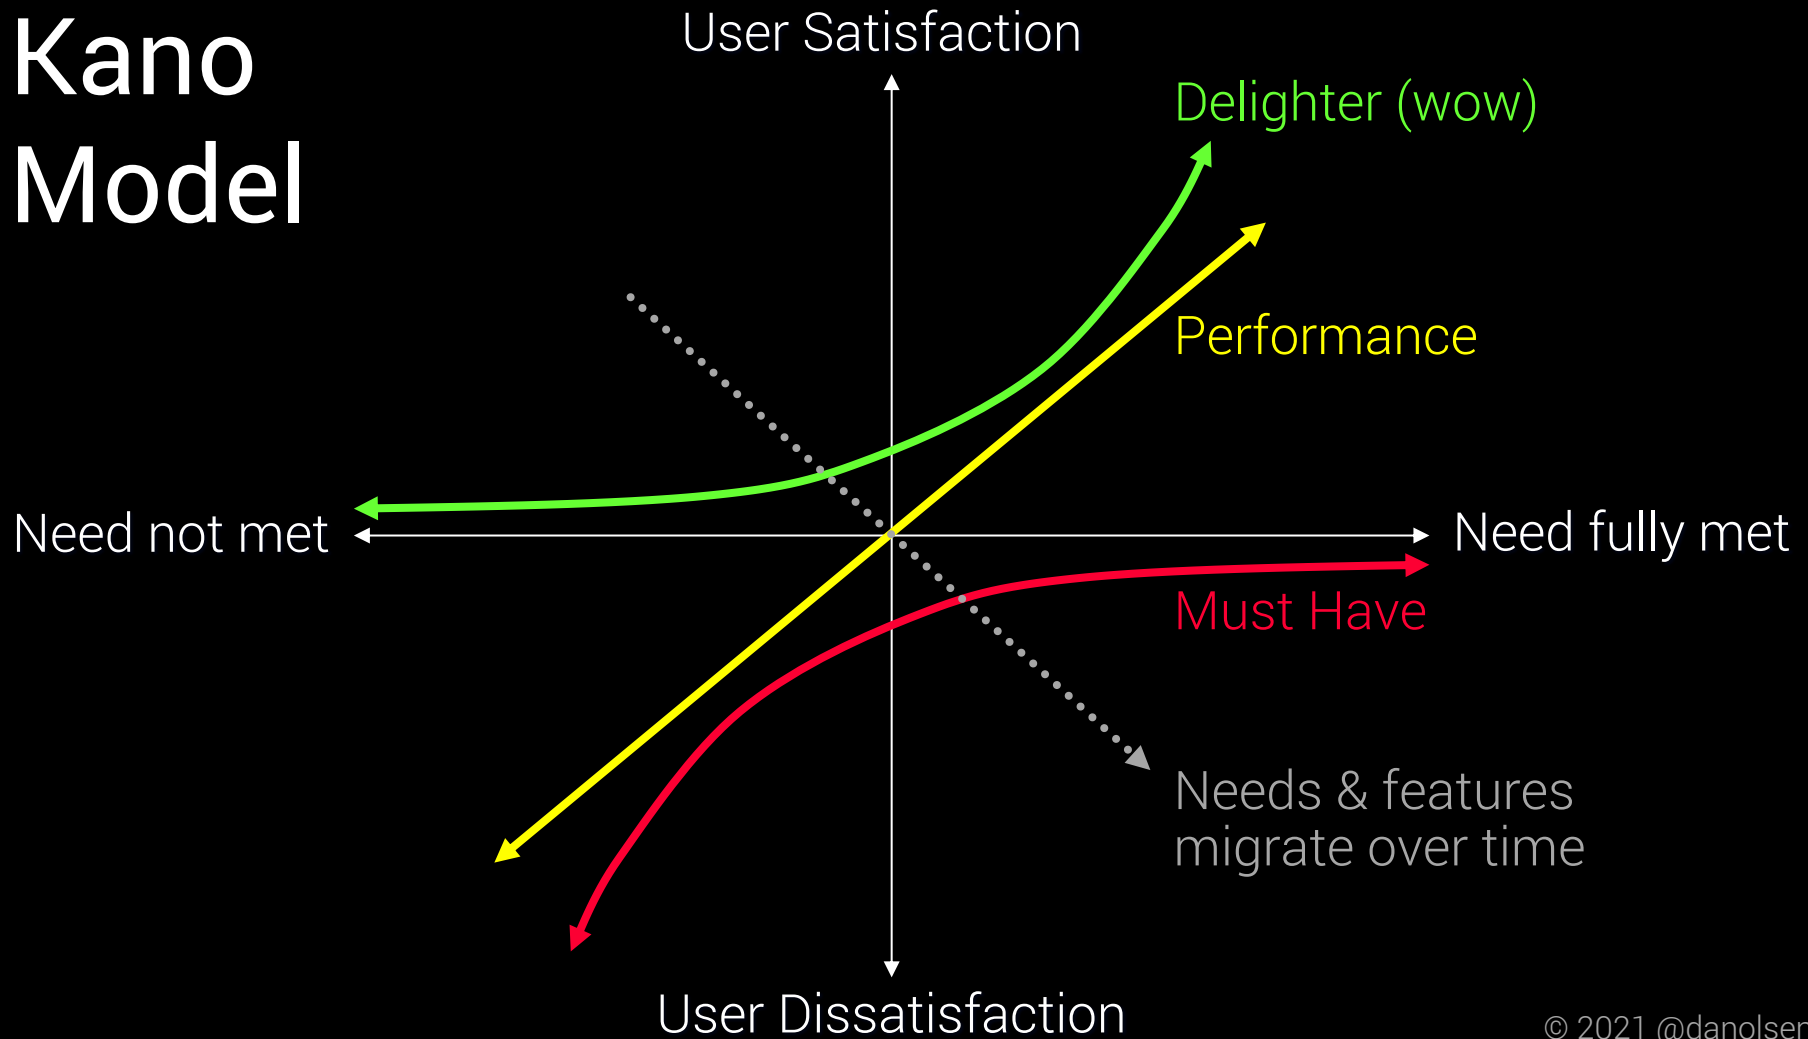 Kano
Model
User Satisfaction
Delighter (wow)
Performance
Need not met
Need fully met
Must Have
Needs & features
migrate over time
User Dissatisfaction
© 2021 @danolsen